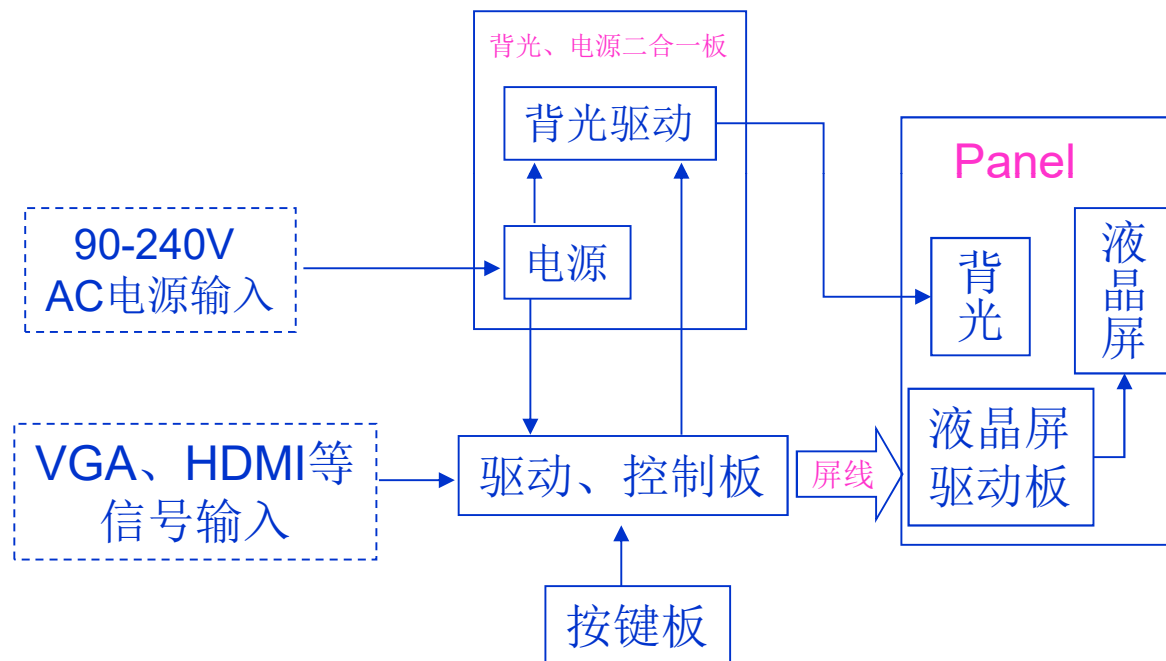 背光、电源二合一板
背光驱动
Panel
90-240V
AC电源输入
电源
背
光
液
晶
屏
VGA、HDMI等
信号输入
驱动、控制板
屏线
液晶屏
驱动板
按键板